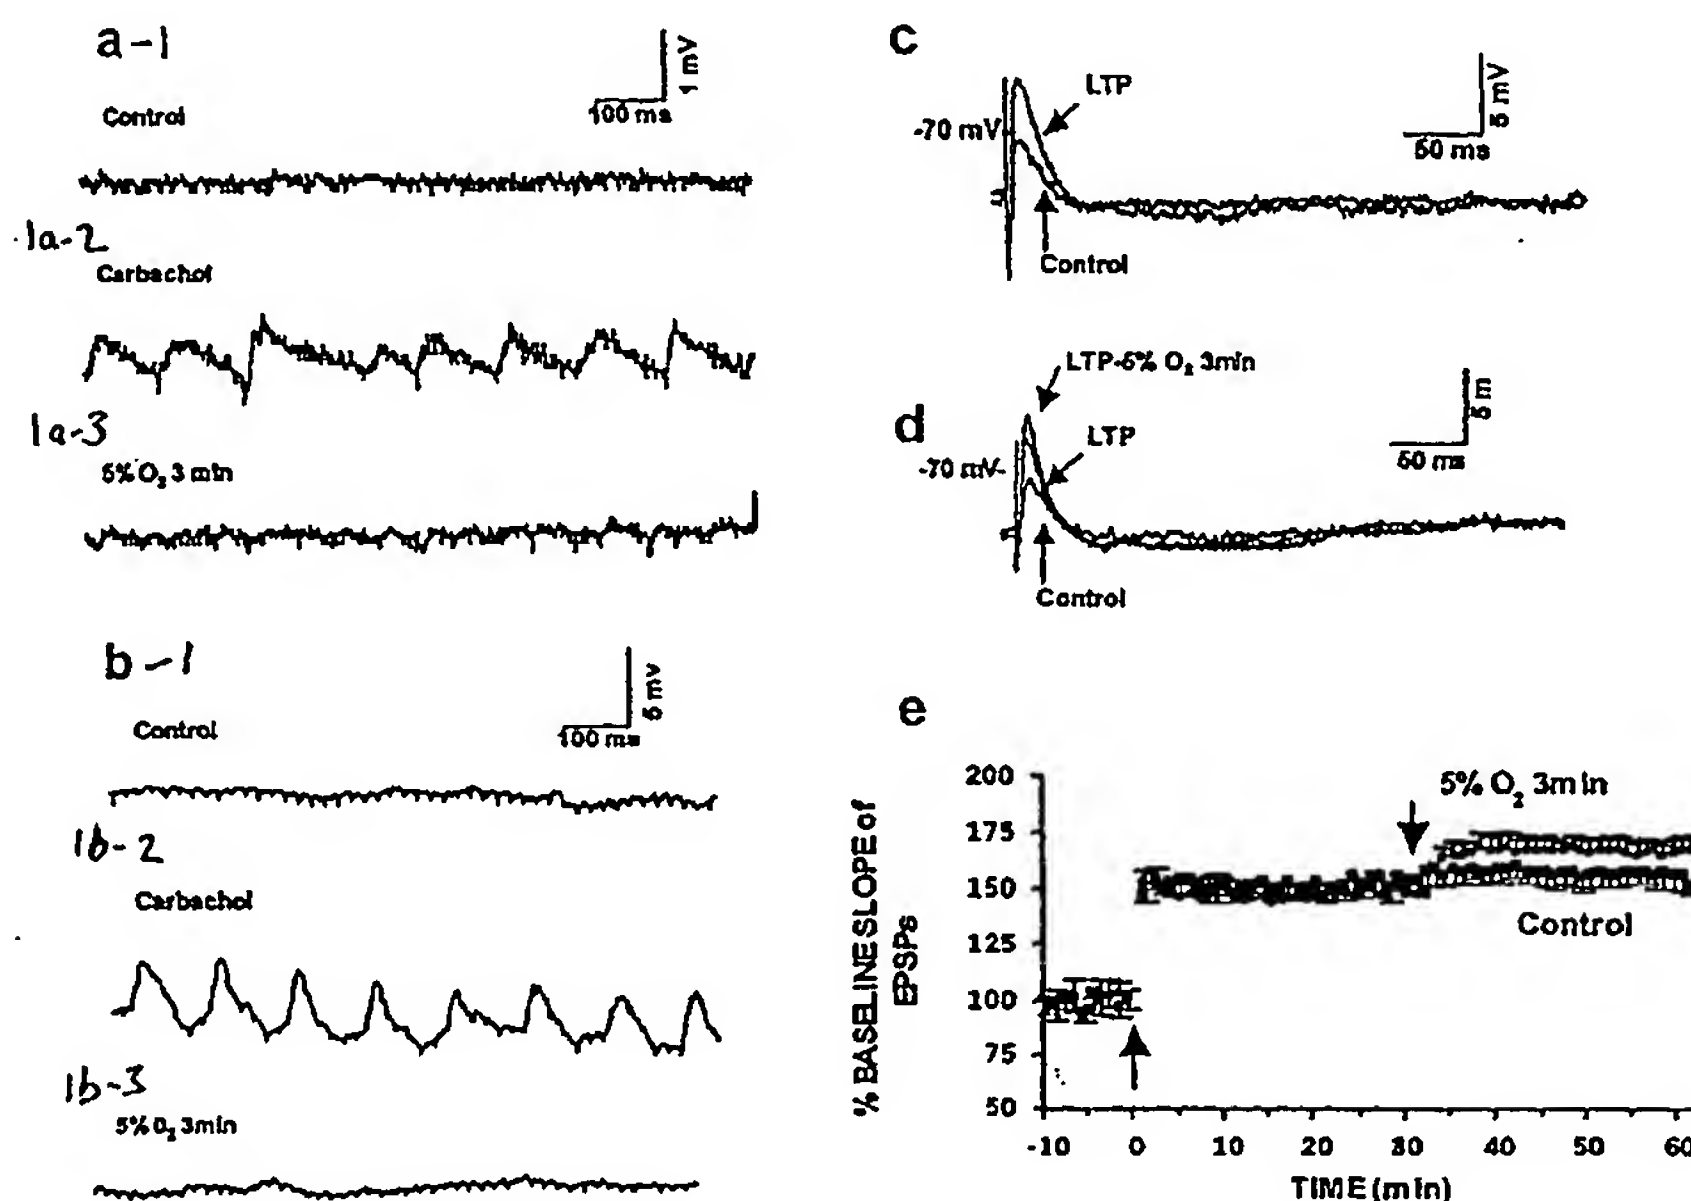 a-1
1 mV
100 ms
Control
1a-2
Carbachol
1a-3
5% O₂ 3 min
b-1
5 mV
100 ms
Control
1b-2
Carbachol
1b-3
5% O₂ 3min
c
LTP
-70 mV
5 mV
50 ms
Control
d
LTP-5% O₂ 3min
LTP
-70 mV
5 m
50 ms
Control
e
% BASELINE SLOPE of
EPSPs
200
175
150
125
100
75
50
5% O₂ 3min
Control
-10 0 10 20 30 40 50 60
TIME (min)